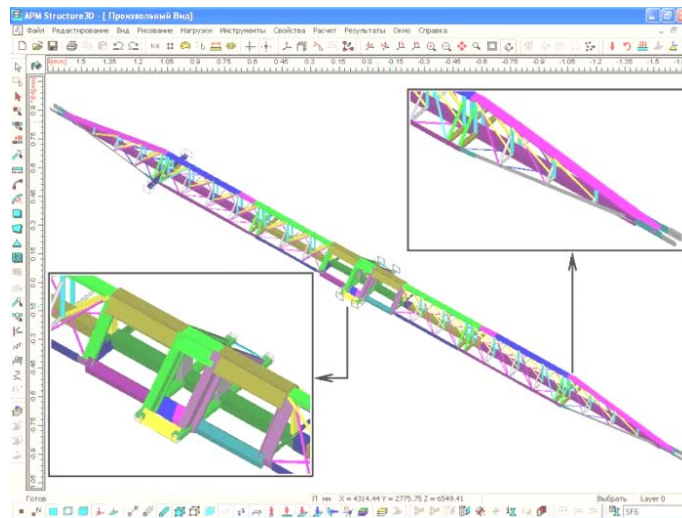 APM Structure3D - [ Произвольный Вид]
Файл Редактирование Вид Рисование Нагрузки Инструменты Свойства Расчет Результаты Окно Справка
1.5 1.35 1.2 1.05 0.9 0.75 0.6 0.45 0.3 0.15 0.0 -0.15 -0.3 -0.45 -0.6 -0.75 -0.9 -1.05 -1.2 -1.35 -1.5
Готов П мм X = 4314.44 Y = 2775.75 Z = 6549.41 Выбрать Layer 0
SF6